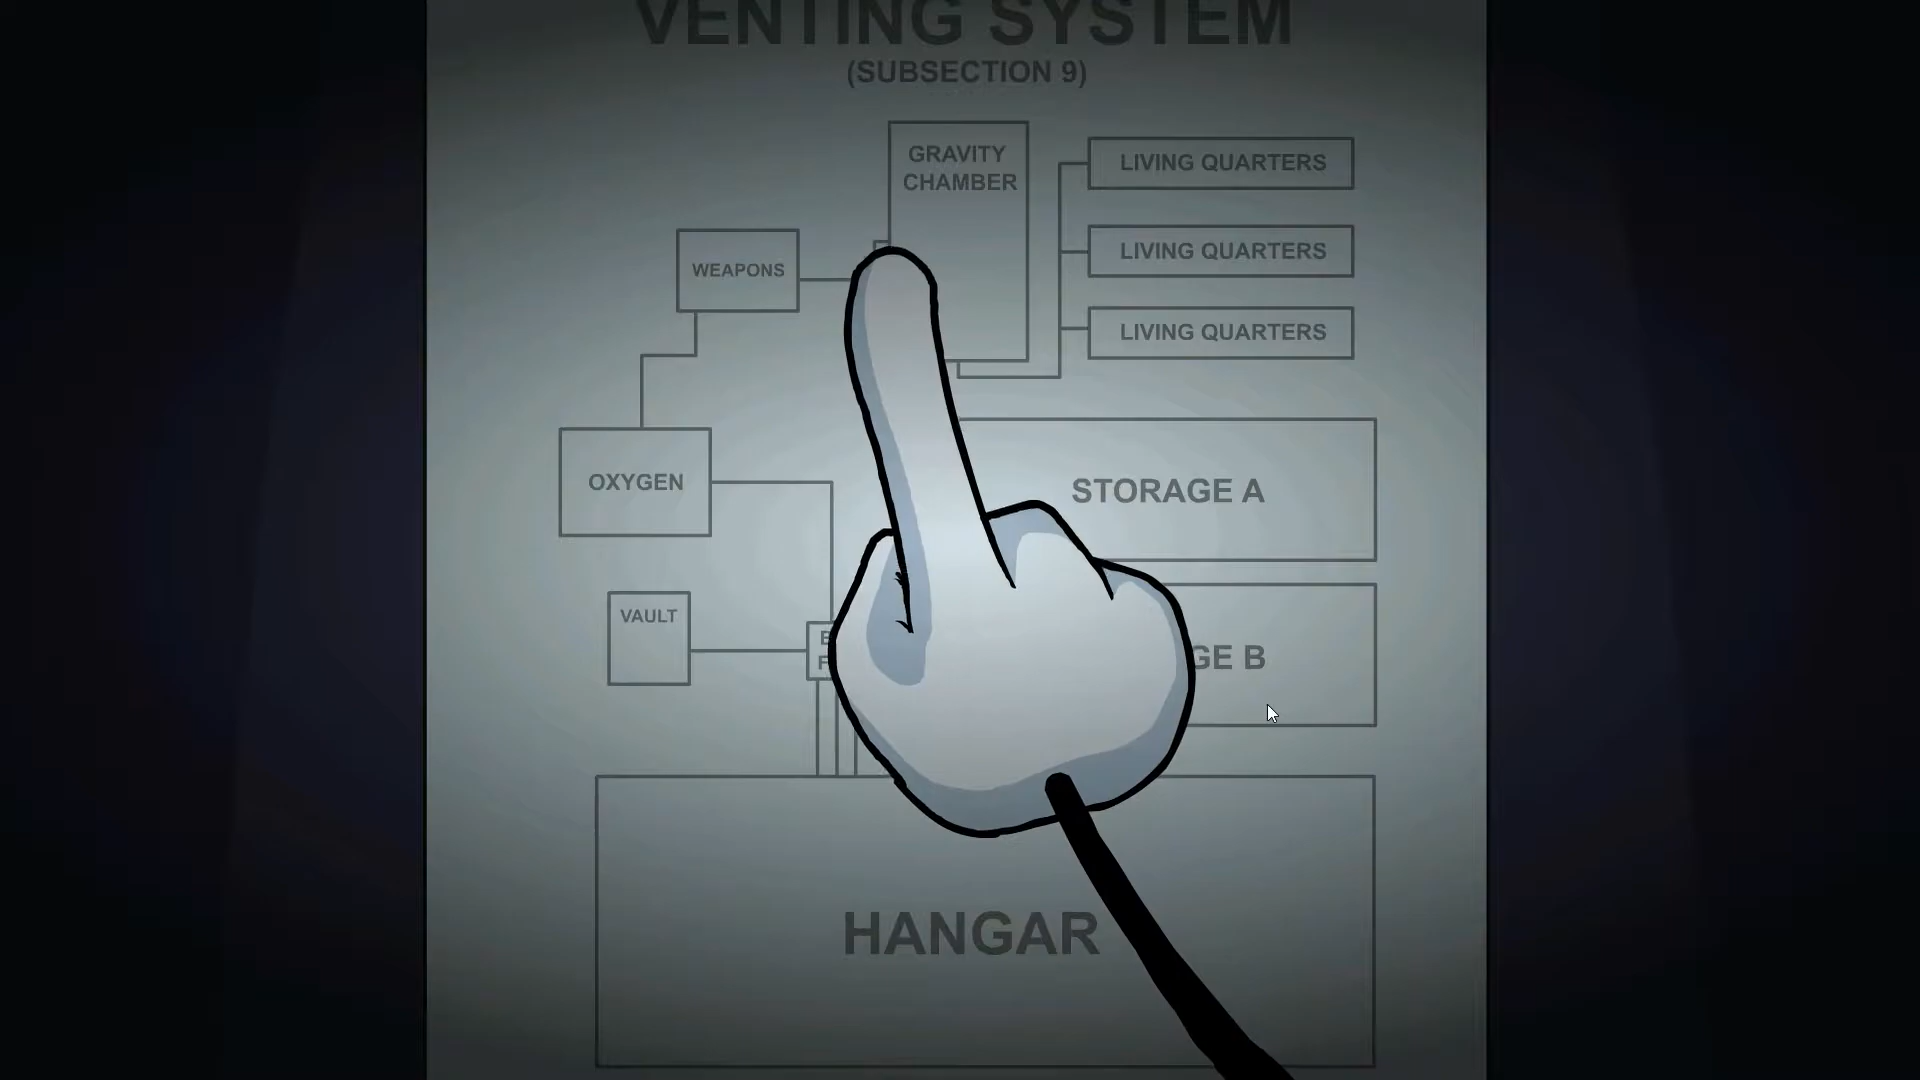 VENTING SYSTEM
(SUBSECTION 9)
GRAVITY
CHAMBER
LIVING QUARTERS
WEAPONS
LIVING QUARTERS
LIVING QUARTERS
OXYGEN
STORAGE A
VAULT
GE B
HANGAR